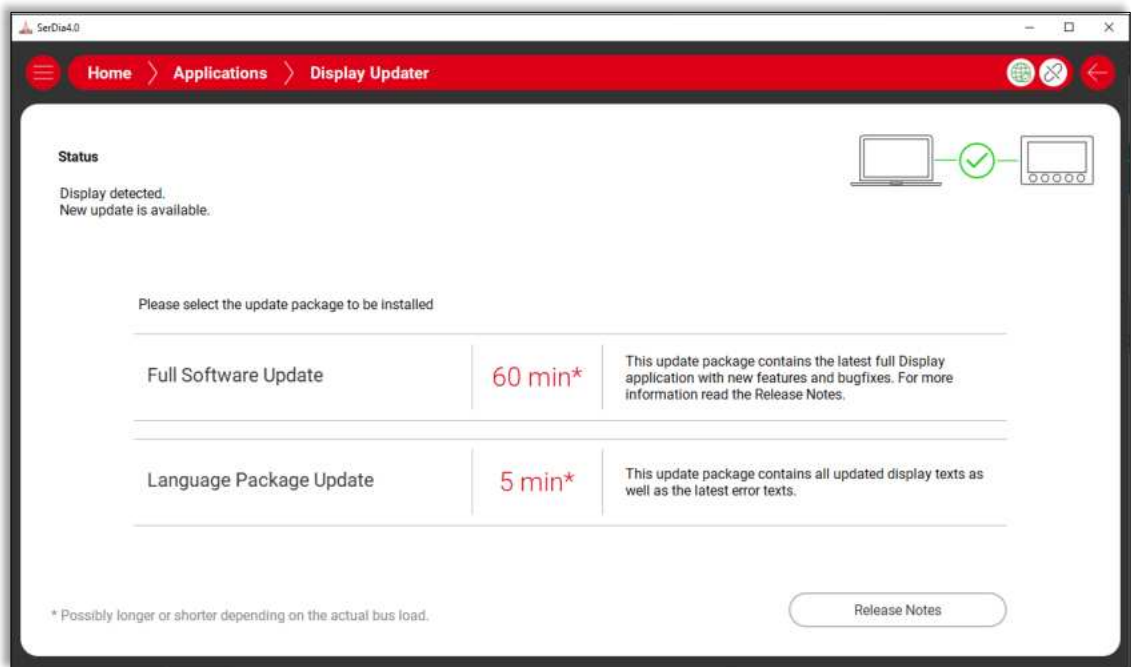 SerDia4.0
Home
Applications
Display Updater
Status
Display detected.
New update is available.
Please select the update package to be installed
Full Software Update
60 min*
This update package contains the latest full Display
application with new features and bugfixes. For more
information read the Release Notes.
Language Package Update
5 min*
This update package contains all updated display texts as
well as the latest error texts.
* Possibly longer or shorter depending on the actual bus load.
Release Notes